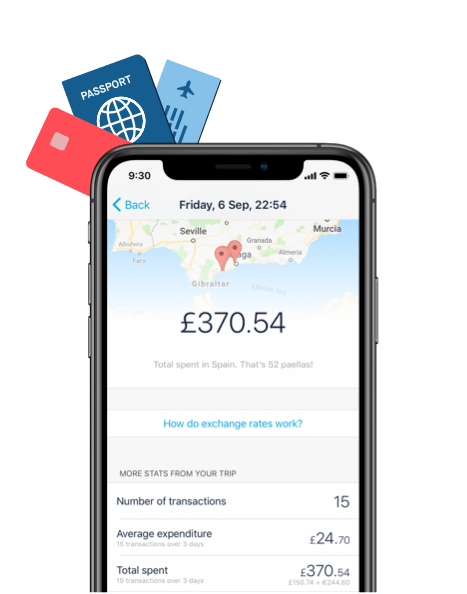 PASSPORT
9:30
Back
Friday, 6 Sep, 22:54
Seville
Murcia
Granada
Albufeira
Almería
Faro
aga
Gibraltar
Alboran Sea
£370.54
Total spent in Spain. That's 52 paellas!
How do exchange rates work?
MORE STATS FROM YOUR TRIP
Number of transactions
15
Average expenditure
£24.70
15 transactions over 3 days
Total spent
£370.54
15 transactions over 3 days
£150.74 + €244.60